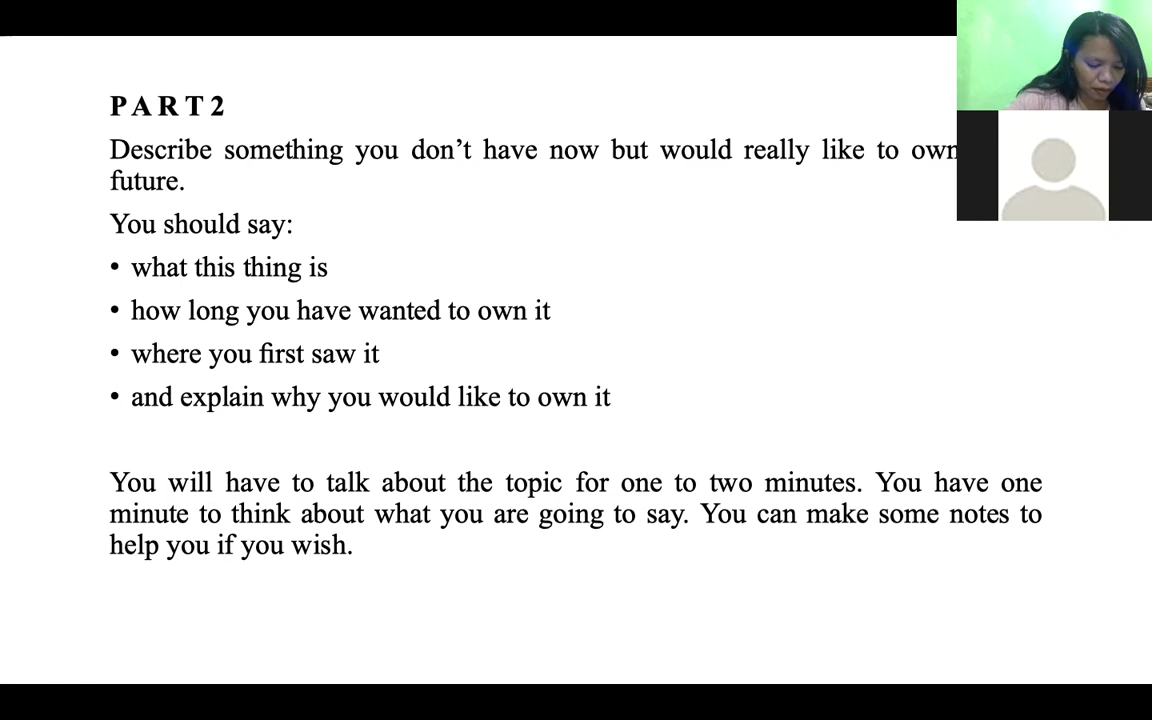 PART2
Describe something you don't have now but would really like to own
future.
You should say:
• what this thing is
• how long you have wanted to own it
• where you first saw it
• and explain why you would like to own it
You will have to talk about the topic for one to two minutes. You have one
minute to think about what you are going to say. You can make some notes to
help you if you wish.